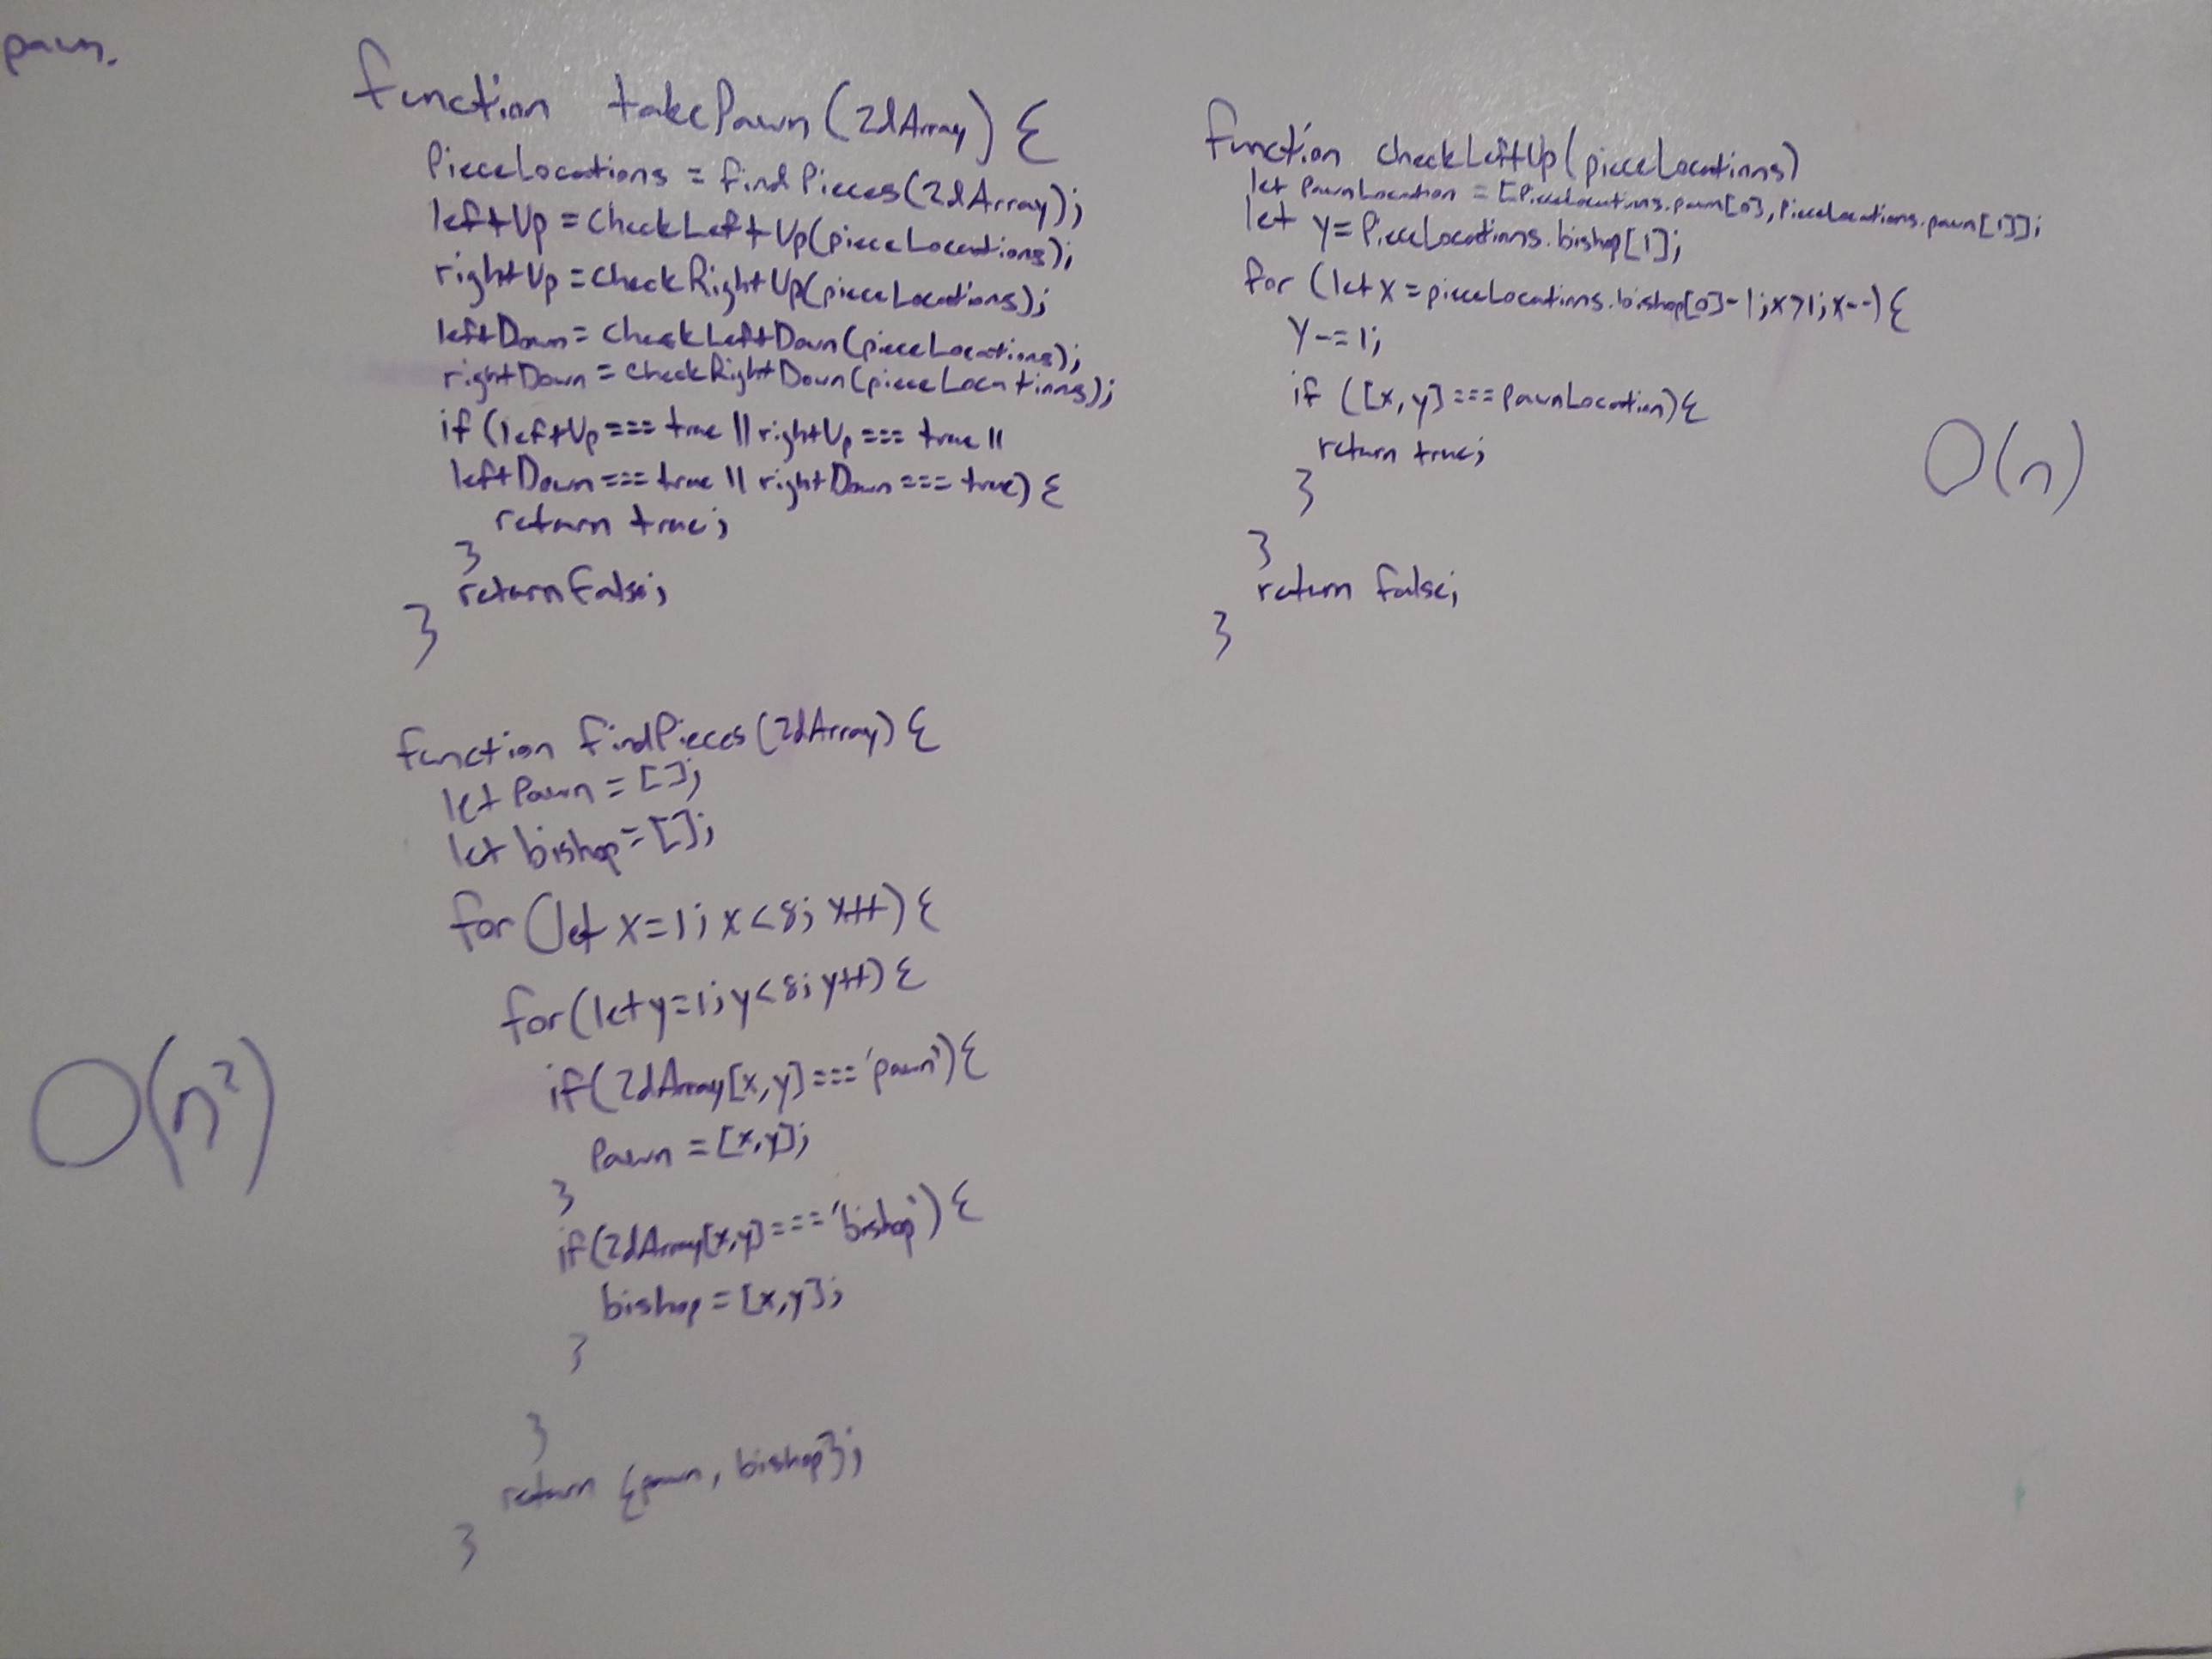 pawn.
function takePawn(2dArray) {
PieceLocations = findPieces(2dArray);
leftUp = checkLeftUp(pieceLocations);
rightUp = checkRightUp(pieceLocations);
leftDown = checkLeftDown(pieceLocations);
rightDown = checkRightDown(pieceLocations);
if (leftUp === true || rightUp === true ||
leftDown === true || rightDown === true) {
return true;
}
return false;
}
function findPieces(2dArray) {
let Pawn = [];
let bishop = [];
for (let x=1; x<8; x++) {
for (let y=1; y<8; y++) {
if (2dArray[x,y] === 'pawn') {
Pawn = [x,y];
}
if (2dArray[x,y] === 'bishop') {
bishop = [x,y];
}
}
return {pawn, bishop};
}
O(n²)
function checkLeftUp(pieceLocations)
let PawnLocation = [PieceLocations.pawn[0], PieceLocations.pawn[1]];
let y = PieceLocations.bishop[1];
for (let x = pieceLocations.bishop[0]-1; x>1; x--) {
y -= 1;
if ([x, y] === pawnLocation) {
return true;
}
}
return false;
}
O(n)